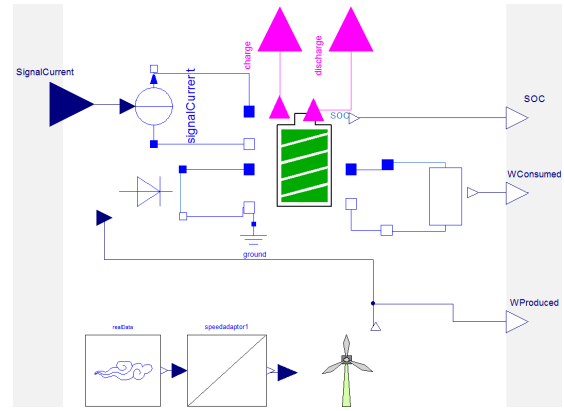 SignalCurrent
charge
discharge
signalCurrent
SOC
SOC
WConsumed
ground
WProduced
realData
speedadaptor1